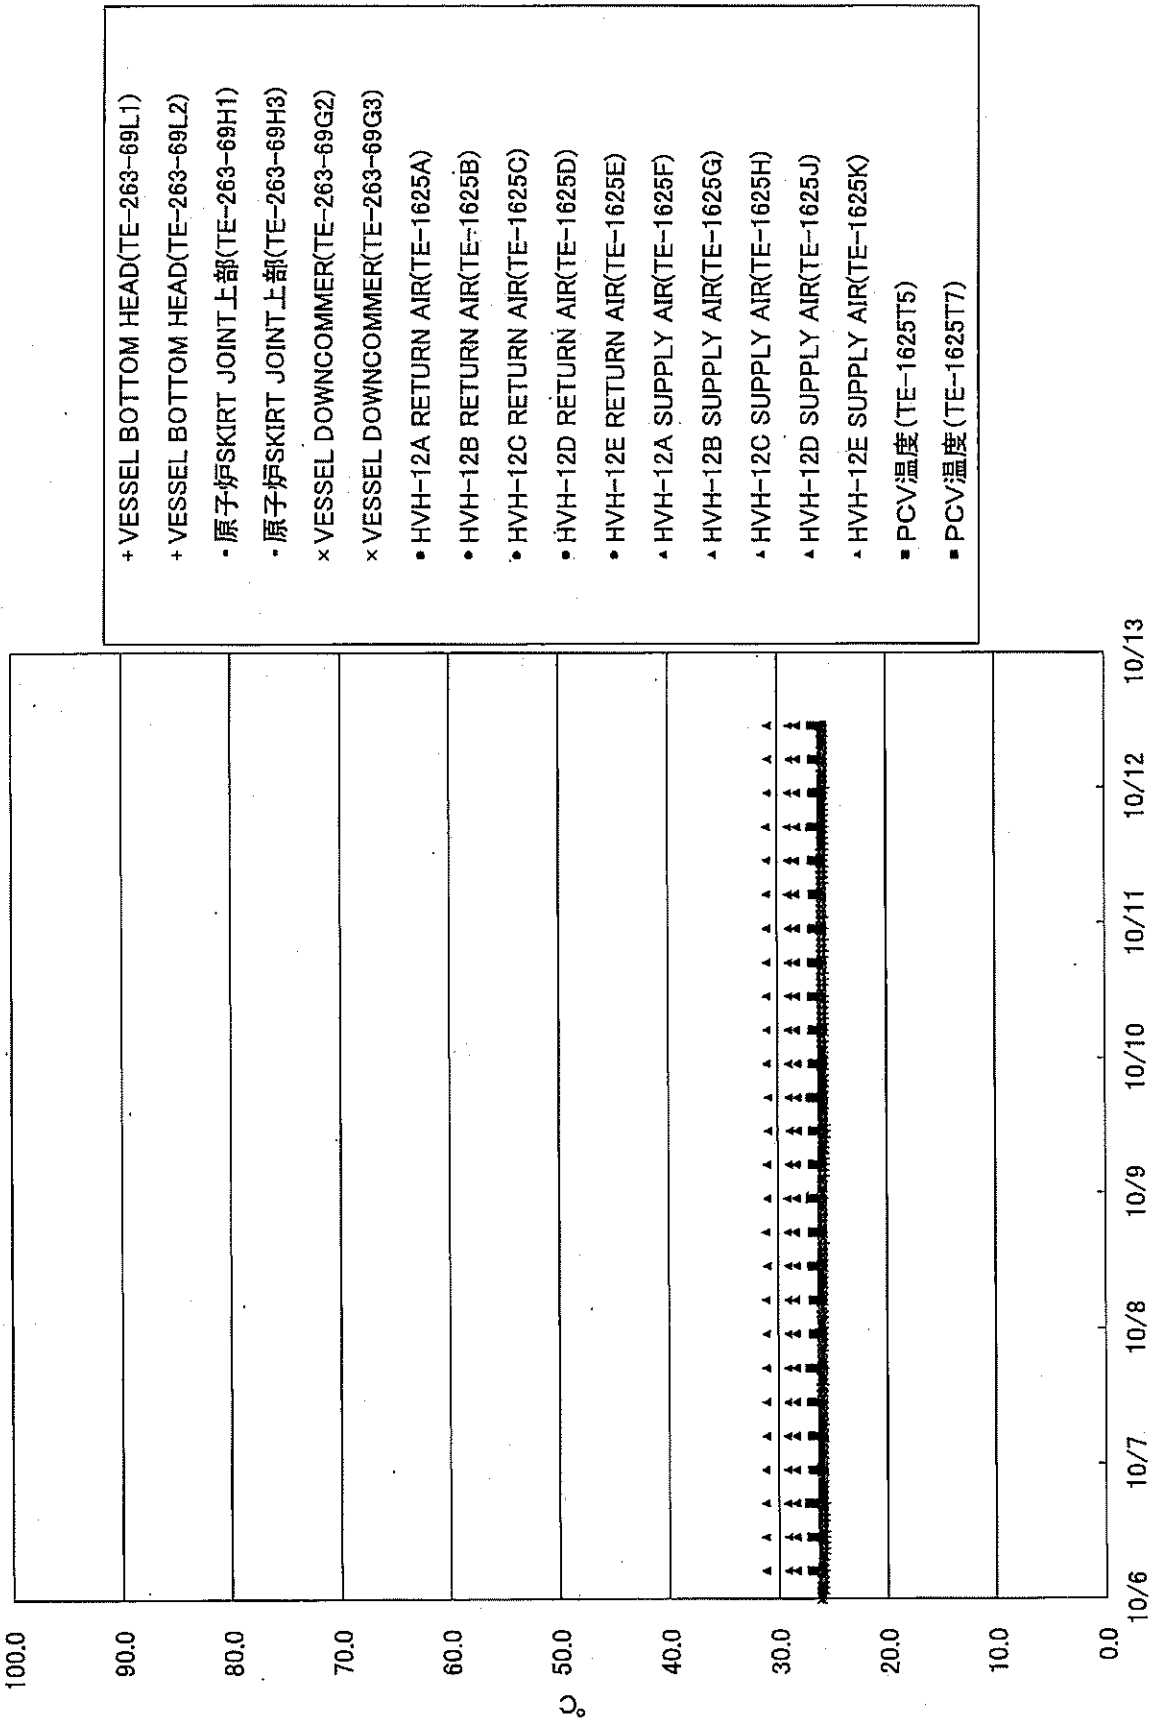 100.0
90.0
80.0
70.0
60.0
50.0
40.0
30.0
20.0
10.0
0.0
°C
10/6
10/7
10/8
10/9
10/10
10/11
10/12
10/13
+ VESSEL BOTTOM HEAD(TE-263-69L1)
+ VESSEL BOTTOM HEAD(TE-263-69L2)
- 原子炉SKIRT JOINT上部(TE-263-69H1)
- 原子炉SKIRT JOINT上部(TE-263-69H3)
× VESSEL DOWNCOMMER(TE-263-69G2)
× VESSEL DOWNCOMMER(TE-263-69G3)
● HVH-12A RETURN AIR(TE-1625A)
● HVH-12B RETURN AIR(TE-1625B)
● HVH-12C RETURN AIR(TE-1625C)
● HVH-12D RETURN AIR(TE-1625D)
● HVH-12E RETURN AIR(TE-1625E)
▲ HVH-12A SUPPLY AIR(TE-1625F)
▲ HVH-12B SUPPLY AIR(TE-1625G)
▲ HVH-12C SUPPLY AIR(TE-1625H)
▲ HVH-12D SUPPLY AIR(TE-1625J)
▲ HVH-12E SUPPLY AIR(TE-1625K)
■ PCV温度(TE-1625T5)
■ PCV温度(TE-1625T7)